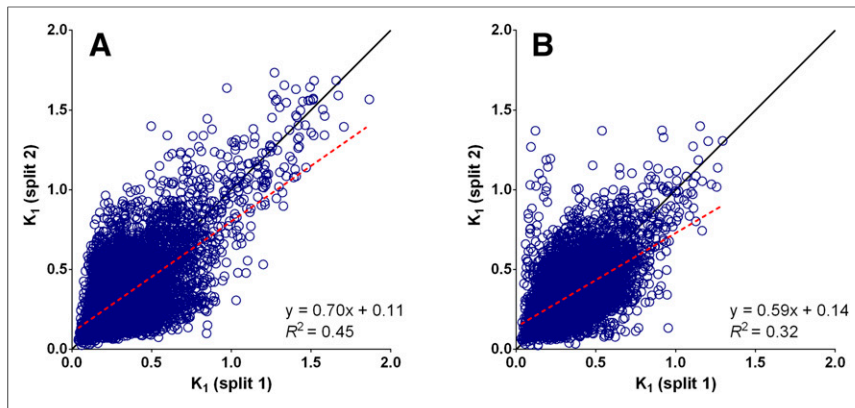 A
2.0
1.5
1.0
0.5
0.0
K₁ (split 2)
0.0 0.5 1.0 1.5 2.0
K₁ (split 1)
y = 0.70x + 0.11
R² = 0.45
B
2.0
1.5
1.0
0.5
0.0
K₁ (split 2)
0.0 0.5 1.0 1.5 2.0
K₁ (split 1)
y = 0.59x + 0.14
R² = 0.32